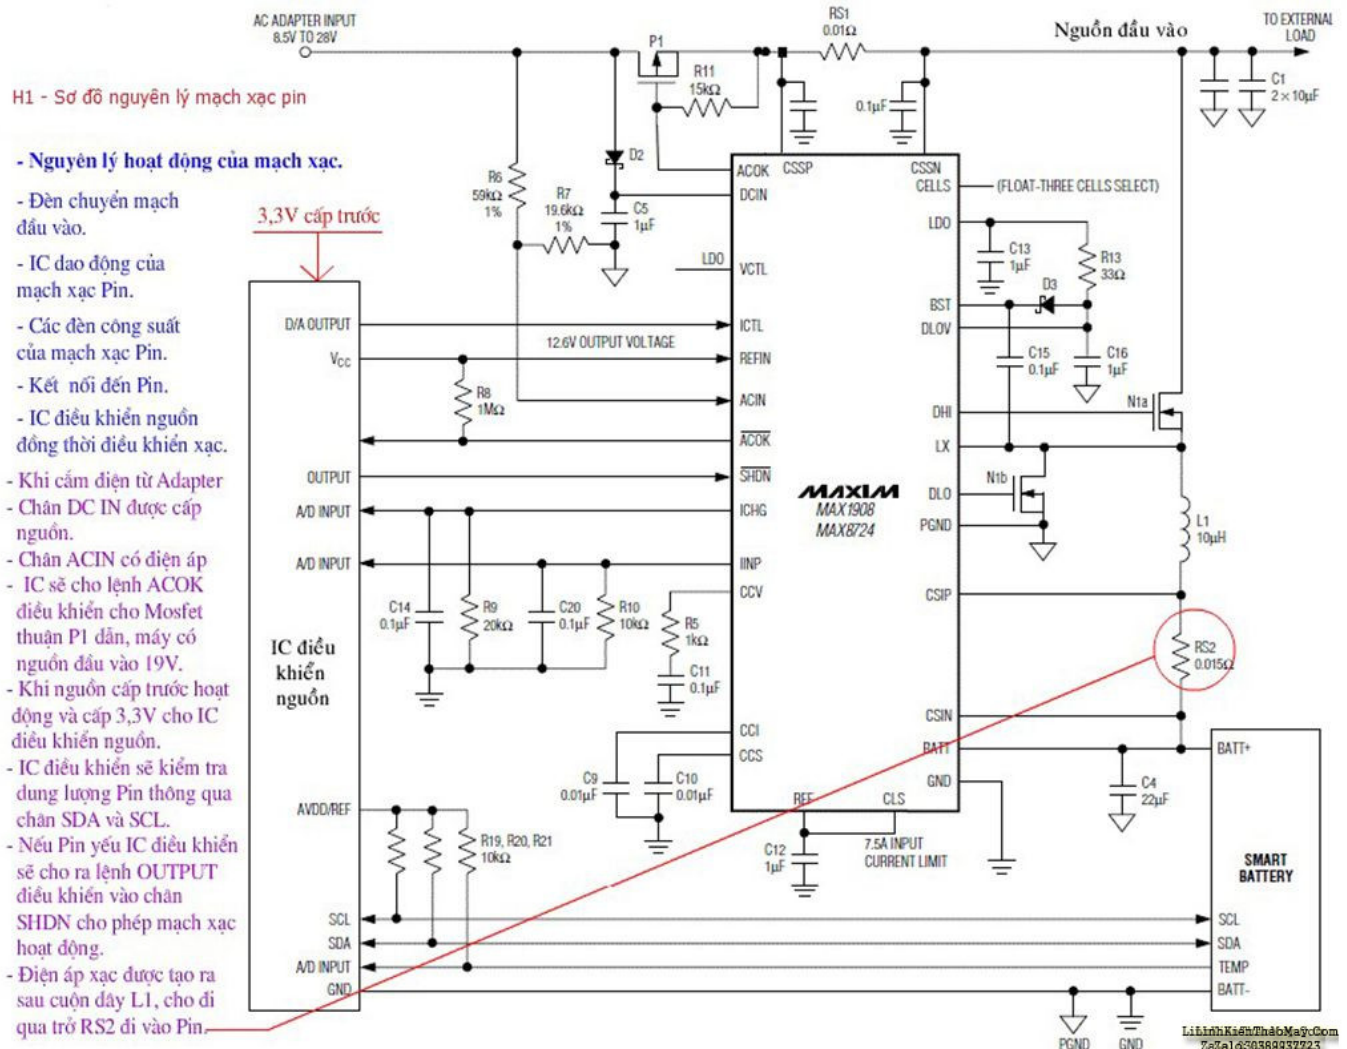 AC ADAPTER INPUT
8.5V TO 28V
P1
RS1
0.01Ω
Nguồn đầu vào
TO EXTERNAL
LOAD
R11
15kΩ
0.1µF
C1
2×10µF
H1 - Sơ đồ nguyên lý mạch xạc pin
- Nguyên lý hoạt động của mạch xạc.
- Đèn chuyển mạch
đầu vào.
- IC dao động của
mạch xạc Pin.
- Các đèn công suất
của mạch xạc Pin.
- Kết nối đến Pin.
- IC điều khiển nguồn
đồng thời điều khiển xạc.
- Khi cắm điện từ Adapter
- Chân DC IN được cấp
nguồn.
- Chân ACIN có điện áp
- IC sẽ cho lệnh ACOK
điều khiển cho Mosfet
thuận P1 dẫn, máy có
nguồn đầu vào 19V.
- Khi nguồn cấp trước hoạt
động và cấp 3,3V cho IC
điều khiển nguồn.
- IC điều khiển sẽ kiểm tra
dung lượng Pin thông qua
chân SDA và SCL.
- Nếu Pin yếu IC điều khiển
sẽ cho ra lệnh OUTPUT
điều khiển vào chân
SHDN cho phép mạch xạc
hoạt động.
- Điện áp xạc được tạo ra
sau cuộn dây L1, cho đi
qua trở RS2 đi vào Pin.
3,3V cấp trước
R6
59kΩ
1%
R7
19.6kΩ
1%
D2
C5
1µF
LDO
12.6V OUTPUT VOLTAGE
R8
1MΩ
D/A OUTPUT
VCC
OUTPUT
A/D INPUT
A/D INPUT
IC điều
khiển
nguồn
AVDD/REF
SCL
SDA
A/D INPUT
GND
C14
0.1µF
R9
20kΩ
C20
0.1µF
R10
10kΩ
R5
1kΩ
C11
0.1µF
C9
0.01µF
C10
0.01µF
R19, R20, R21
10kΩ
ACOK
CSSP
CSSN
DCIN
CELLS
(FLOAT-THREE CELLS SELECT)
VCTL
LDO
ICTL
BST
REFIN
DLOV
ACIN
DHI
ACOK
LX
SHDN
DLO
ICHG
PGND
IINP
CCV
CSIP
CCI
CSIN
CCS
BATT
GND
REF
CLS
MAXIM
MAX1908
MAX8724
C13
1µF
R13
33Ω
D3
C15
0.1µF
C16
1µF
N1a
N1b
L1
10µH
RS2
0.015Ω
C4
22µF
C12
1µF
7.5A INPUT
CURRENT LIMIT
BATT+
SMART
BATTERY
SCL
SDA
TEMP
BATT-
PGND
GND
LiLinhKiệnTháoMáy.Com
ZaZalo:0389937723